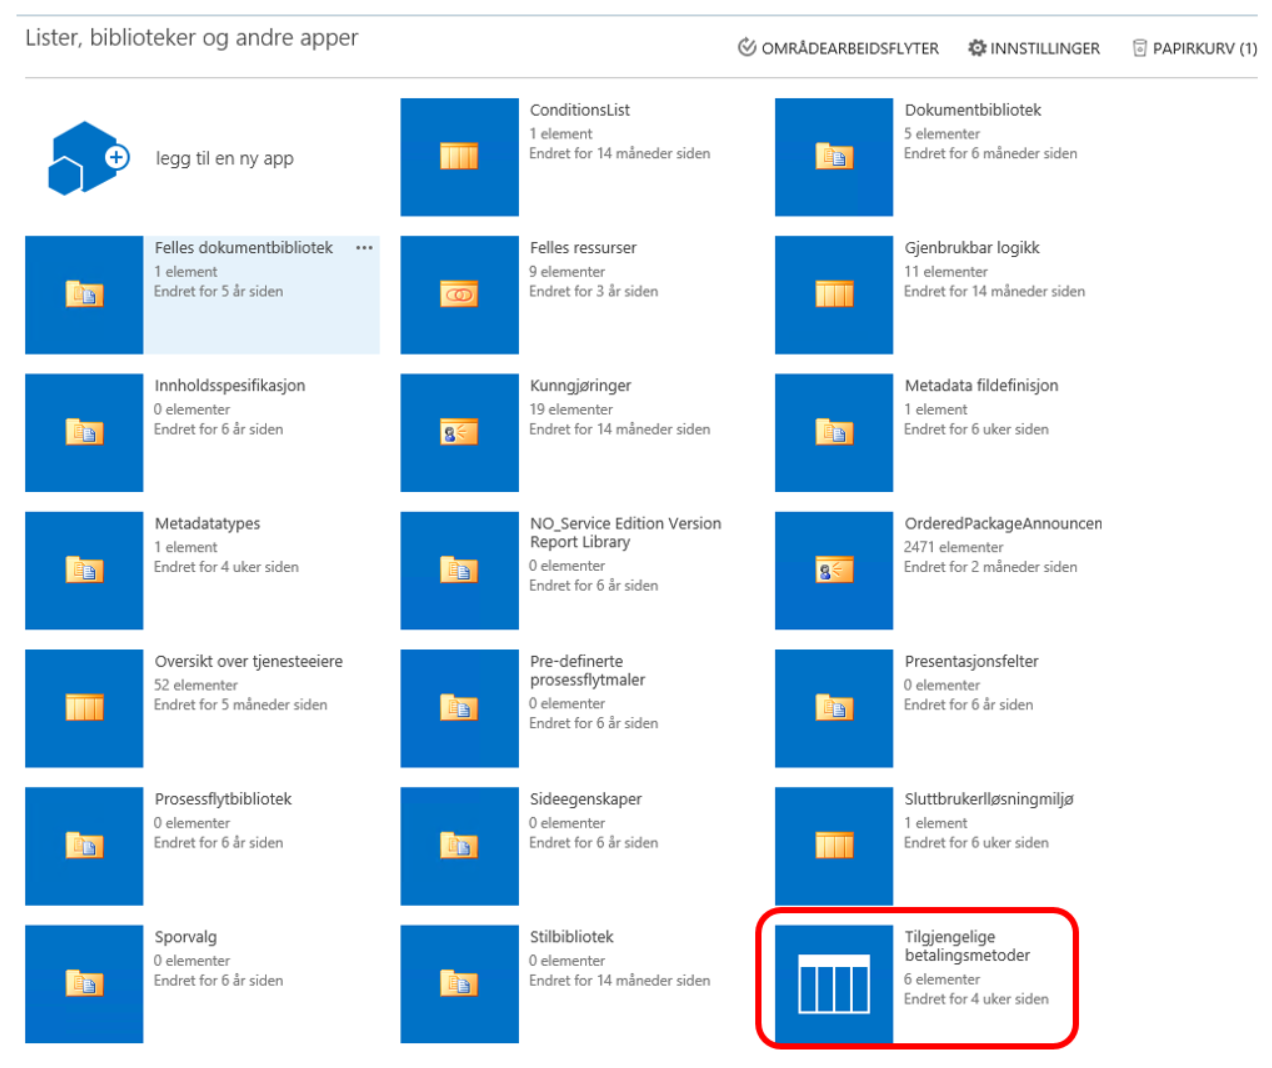 Lister, biblioteker og andre apper
OMRÅDEARBEIDSFLYTER INNSTILLINGER PAPIRKURV (1)
legg til en ny app
ConditionsList
1 element
Endret for 14 måneder siden
Dokumentbibliotek
5 elementer
Endret for 6 måneder siden
Felles dokumentbibliotek ...
1 element
Endret for 5 år siden
Felles ressurser
9 elementer
Endret for 3 år siden
Gjenbrukbar logikk
11 elementer
Endret for 14 måneder siden
Innholdsspesifikasjon
0 elementer
Endret for 6 år siden
Kunngjøringer
19 elementer
Endret for 14 måneder siden
Metadata fildefinisjon
1 element
Endret for 6 uker siden
Metadatatypes
1 element
Endret for 4 uker siden
NO_Service Edition Version
Report Library
0 elementer
Endret for 6 år siden
OrderedPackageAnnouncen
2471 elementer
Endret for 2 måneder siden
Oversikt over tjenesteeiere
52 elementer
Endret for 5 måneder siden
Pre-definerte
prosessflytmaler
0 elementer
Endret for 6 år siden
Presentasjonsfelter
0 elementer
Endret for 6 år siden
Prosessflytbibliotek
0 elementer
Endret for 6 år siden
Sideegenskaper
0 elementer
Endret for 6 år siden
Sluttbrukerlløsningmiljø
1 element
Endret for 6 uker siden
Sporvalg
0 elementer
Endret for 6 år siden
Stilbibliotek
0 elementer
Endret for 14 måneder siden
Tilgjengelige
betalingsmetoder
6 elementer
Endret for 4 uker siden